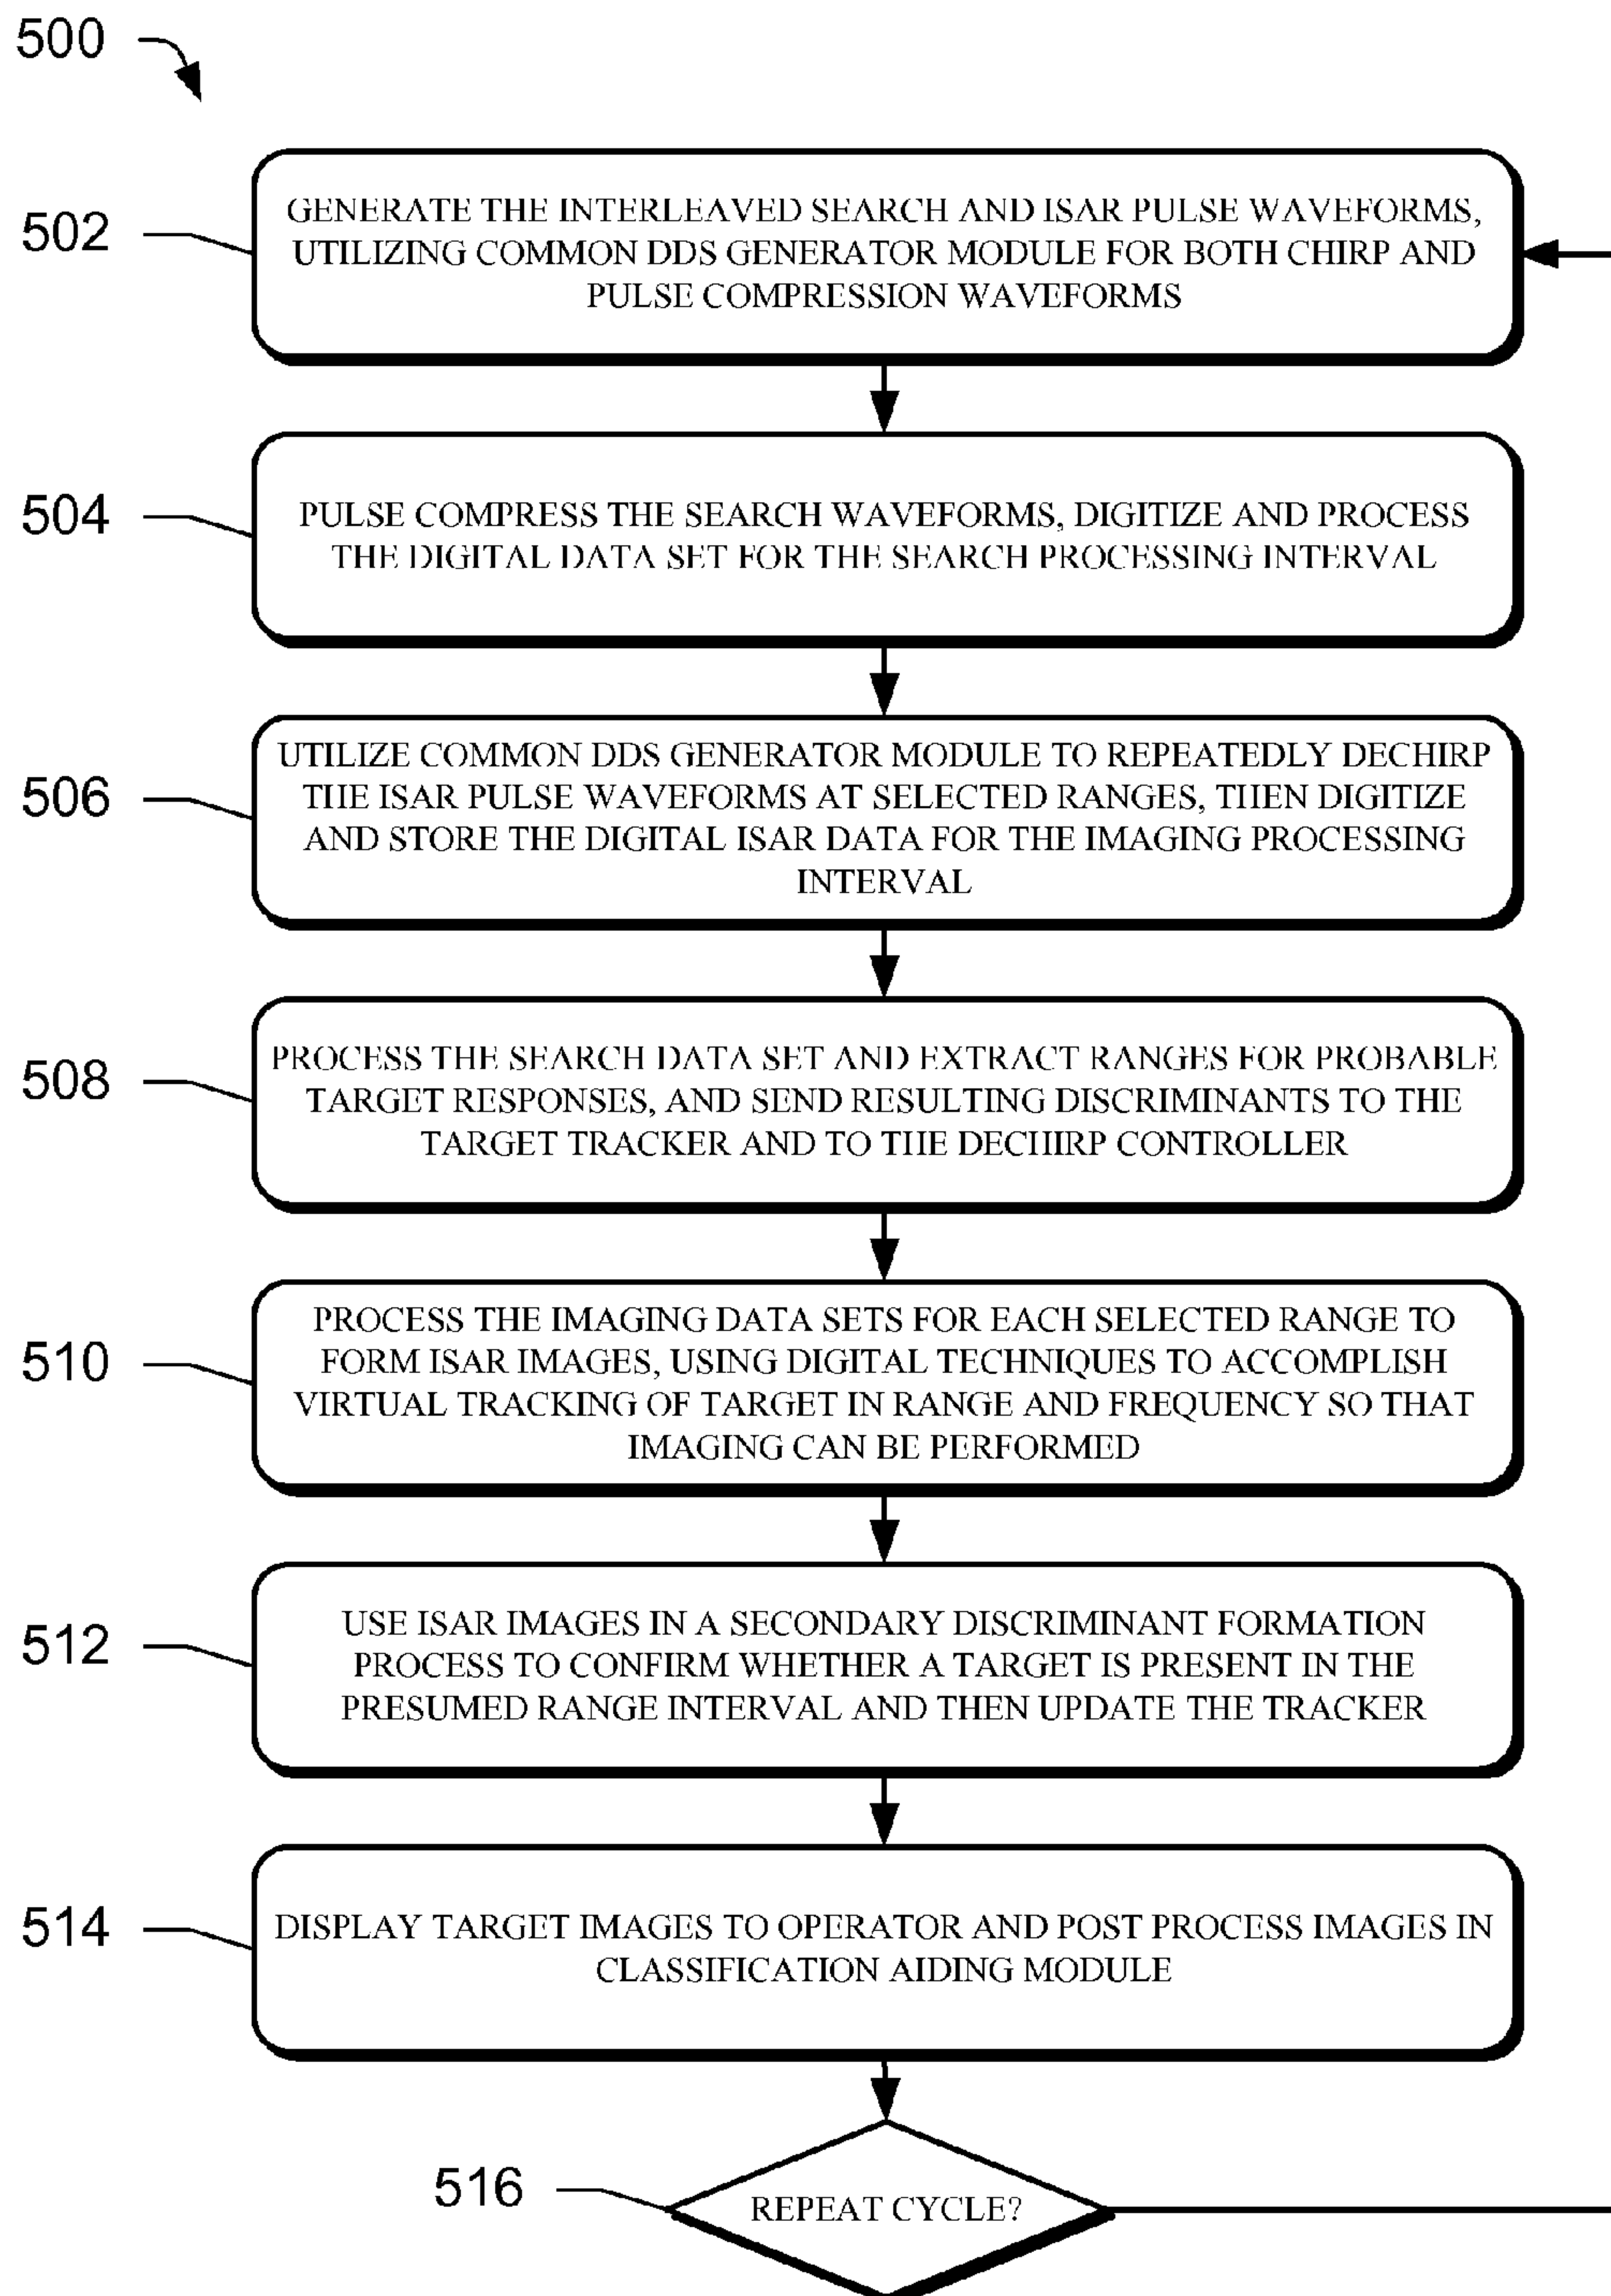 500
502
GENERATE THE INTERLEAVED SEARCH AND ISAR PULSE WAVEFORMS,
UTILIZING COMMON DDS GENERATOR MODULE FOR BOTH CHIRP AND
PULSE COMPRESSION WAVEFORMS
504
PULSE COMPRESS THE SEARCH WAVEFORMS, DIGITIZE AND PROCESS
THE DIGITAL DATA SET FOR THE SEARCH PROCESSING INTERVAL
506
UTILIZE COMMON DDS GENERATOR MODULE TO REPEATEDLY DECHIRP
THE ISAR PULSE WAVEFORMS AT SELECTED RANGES, THEN DIGITIZE
AND STORE THE DIGITAL ISAR DATA FOR THE IMAGING PROCESSING
INTERVAL
508
PROCESS THE SEARCH DATA SET AND EXTRACT RANGES FOR PROBABLE
TARGET RESPONSES, AND SEND RESULTING DISCRIMINANTS TO THE
TARGET TRACKER AND TO THE DECHIRP CONTROLLER
510
PROCESS THE IMAGING DATA SETS FOR EACH SELECTED RANGE TO
FORM ISAR IMAGES, USING DIGITAL TECHNIQUES TO ACCOMPLISH
VIRTUAL TRACKING OF TARGET IN RANGE AND FREQUENCY SO THAT
IMAGING CAN BE PERFORMED
512
USE ISAR IMAGES IN A SECONDARY DISCRIMINANT FORMATION
PROCESS TO CONFIRM WHETHER A TARGET IS PRESENT IN THE
PRESUMED RANGE INTERVAL AND THEN UPDATE THE TRACKER
514
DISPLAY TARGET IMAGES TO OPERATOR AND POST PROCESS IMAGES IN
CLASSIFICATION AIDING MODULE
516
REPEAT CYCLE?